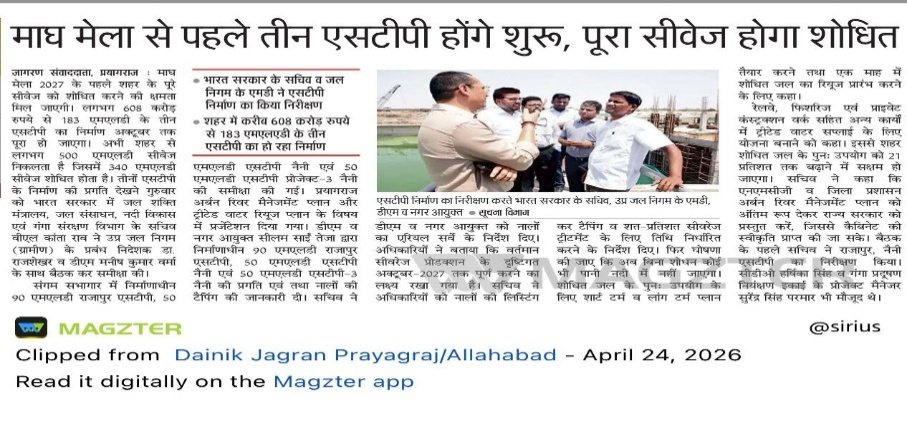 माघ मेला से पहले तीन एसटीपी होंगे शुरू, पूरा सीवेज होगा शोधित
जागरण संवाददाता, प्रयागराज : माघ
मेला 2027 के पहले शहर के पूरे
सीवेज को शोधित करने की क्षमता
मिल जाएगी। लगभग 608 करोड़
रुपये से 183 एमएलडी के तीन
एसटीपी का निर्माण अक्टूबर तक
पूरा हो जाएगा। अभी शहर से
लगभग 500 एमएलडी सीवेज
निकलता है जिसमें 340 एमएलडी
सीवेज शोधित होता है। तीनों एसटीपी
के निर्माण की प्रगति देखने गुरुवार
को भारत सरकार में जल शक्ति
मंत्रालय, जल संसाधन, नदी विकास
एवं गंगा संरक्षण विभाग के सचिव
वीएल कांता राव ने उप्र जल निगम
(ग्रामीण) के प्रबंध निदेशक डा.
राजशेखर व डीएम मनीष कुमार वर्मा
के साथ बैठक कर समीक्षा की।
संगम सभागार में निर्माणाधीन
90 एमएलडी राजापुर एसटीपी, 50
• भारत सरकार के सचिव व जल
निगम के एमडी ने एसटीपी
निर्माण का किया निरीक्षण
• शहर में करीब 608 करोड़ रुपये
से 183 एमएलएडी के तीन
एसटीपी का हो रहा निर्माण
एमएलडी एसटीपी नैनी एवं 50
एमएलडी एसटीपी प्रोजेक्ट-3 नैनी
की समीक्षा की गई। प्रयागराज
अर्बन रिवर मैनेजमेंट प्लान और
ट्रीटेड वाटर रियूज प्लान के विषय
में प्रजेंटेशन दिया गया। डीएम व
नगर आयुक्त सीलम साईं तेजा द्वारा
निर्माणाधीन 90 एमएलडी राजापुर
एसटीपी, 50 एमएलडी एसटीपी
नैनी एवं 50 एमएलडी एसटीपी-3
नैनी की प्रगति एवं तथा नालों की
टैपिंग की जानकारी दी। सचिव ने
एसटीपी निर्माण का निरीक्षण करते भारत सरकार के सचिव, उप्र जल निगम के एमडी,
डीएम व नगर आयुक्त • सूचना विभाग
डीएम व नगर आयुक्त को नालों
का एरियल सर्वे के निर्देश दिए।
अधिकारियों ने बताया कि वर्तमान
सीवरेज प्रोडक्शन के दृष्टिगत
अक्टूबर-2027 तक पूर्ण करने का
लक्ष्य रखा गया है। सचिव ने
अधिकारियों को नालों की लिस्टिंग
कर टैपिंग व शत-प्रतिशत सीवरेज
ट्रीटमेंट के लिए तिथि निर्धारित
करने के निर्देश दिए। फिर घोषणा
की जाए कि अब बिना शोधन कोई
भी पानी नदी में नहीं जाएगा।
शोधित जल के पुनः उपयोग के
लिए शार्ट टर्म व लांग टर्म प्लान
तैयार करने तथा एक माह में
शोधित जल का रियूज प्रारंभ करने
के लिए कहा।
रेलवे, फिशरिज एवं प्राइवेट
कंस्ट्रक्शन वर्क सहित अन्य कार्यों
में ट्रीटेड वाटर सप्लाई के लिए
योजना बनाने को कहा। इससे शहर
शोधित जल के पुनः उपयोग को 21
प्रतिशत तक बढ़ाने में सक्षम हो
जाएगा। सचिव ने कहा कि
एनएमसीजी व जिला प्रशासन
अर्बन रिवर मैनेजमेंट प्लान को
अंतिम रूप देकर राज्य सरकार को
प्रस्तुत करें, जिससे कैबिनेट की
स्वीकृति प्राप्त की जा सके। बैठक
के पहले सचिव ने राजापुर, नैनी
एसटीपी का निरीक्षण किया।
सीडीओ हर्षिका सिंह व गंगा प्रदूषण
नियंत्रण इकाई के प्रोजेक्ट मैनेजर
सुरेंद्र सिंह परमार भी मौजूद थे।
MAGZTER
MAGZTER
@sirius
Clipped from Dainik Jagran Prayagraj/Allahabad – April 24, 2026
Read it digitally on the Magzter app